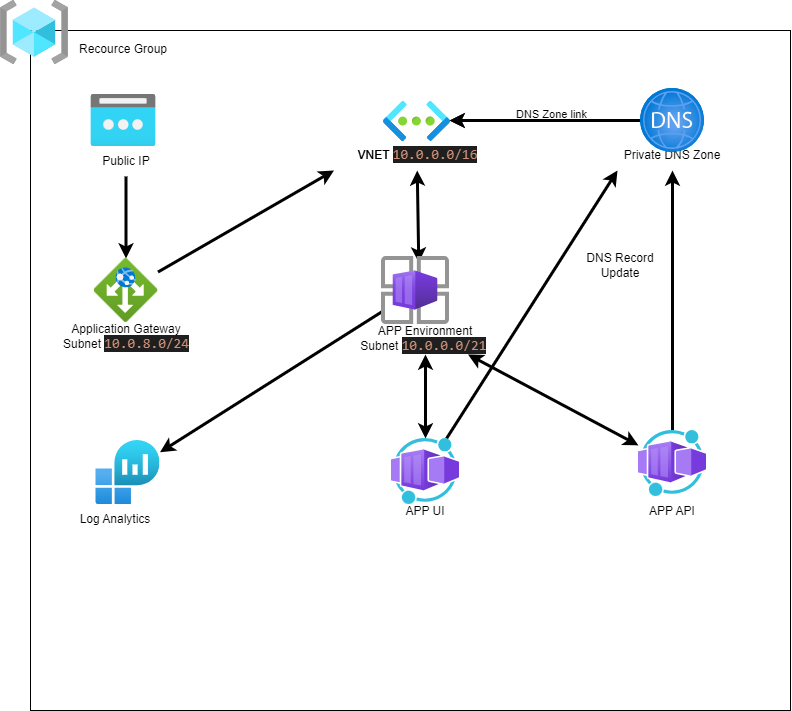 Recource Group
Public IP
DNS Zone link
DNS
VNET 10.0.0.0/16
Private DNS Zone
DNS Record
Update
Application Gateway
Subnet 10.0.8.0/24
APP Environment
Subnet 10.0.0.0/21
Log Analytics
APP UI
APP API